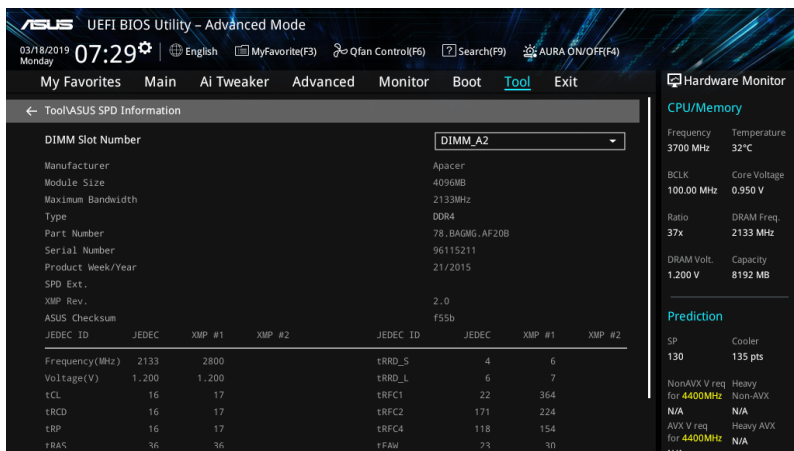 ASUS UEFI BIOS Utility – Advanced Mode
03/18/2019 Monday 07:29 English MyFavorite(F3) Qfan Control(F6) ? Search(F9) AURA ON/OFF(F4)
My Favorites Main Ai Tweaker Advanced Monitor Boot Tool Exit
← Tool\ASUS SPD Information
DIMM Slot Number DIMM_A2
Manufacturer Apacer
Module Size 4096MB
Maximum Bandwidth 2133MHz
Type DDR4
Part Number 78.BAGMG.AF20B
Serial Number 96115211
Product Week/Year 21/2015
SPD Ext.
XMP Rev. 2.0
ASUS Checksum f55b
JEDEC ID JEDEC XMP #1 XMP #2 JEDEC ID JEDEC XMP #1 XMP #2
Frequency(MHz) 2133 2800 tRRD_S 4 6
Voltage(V) 1.200 1.200 tRRD_L 6 7
tCL 16 17 tRFC1 22 364
tRCD 16 17 tRFC2 171 224
tRP 16 17 tRFC4 118 154
tRAS 36 36 tFAW 23 30
Hardware Monitor
CPU/Memory
Frequency Temperature
3700 MHz 32°C
BCLK Core Voltage
100.00 MHz 0.950 V
Ratio DRAM Freq.
37x 2133 MHz
DRAM Volt. Capacity
1.200 V 8192 MB
Prediction
SP Cooler
130 135 pts
NonAVX V req Heavy
for 4400MHz Non-AVX
N/A N/A
AVX V req Heavy AVX
for 4400MHz N/A